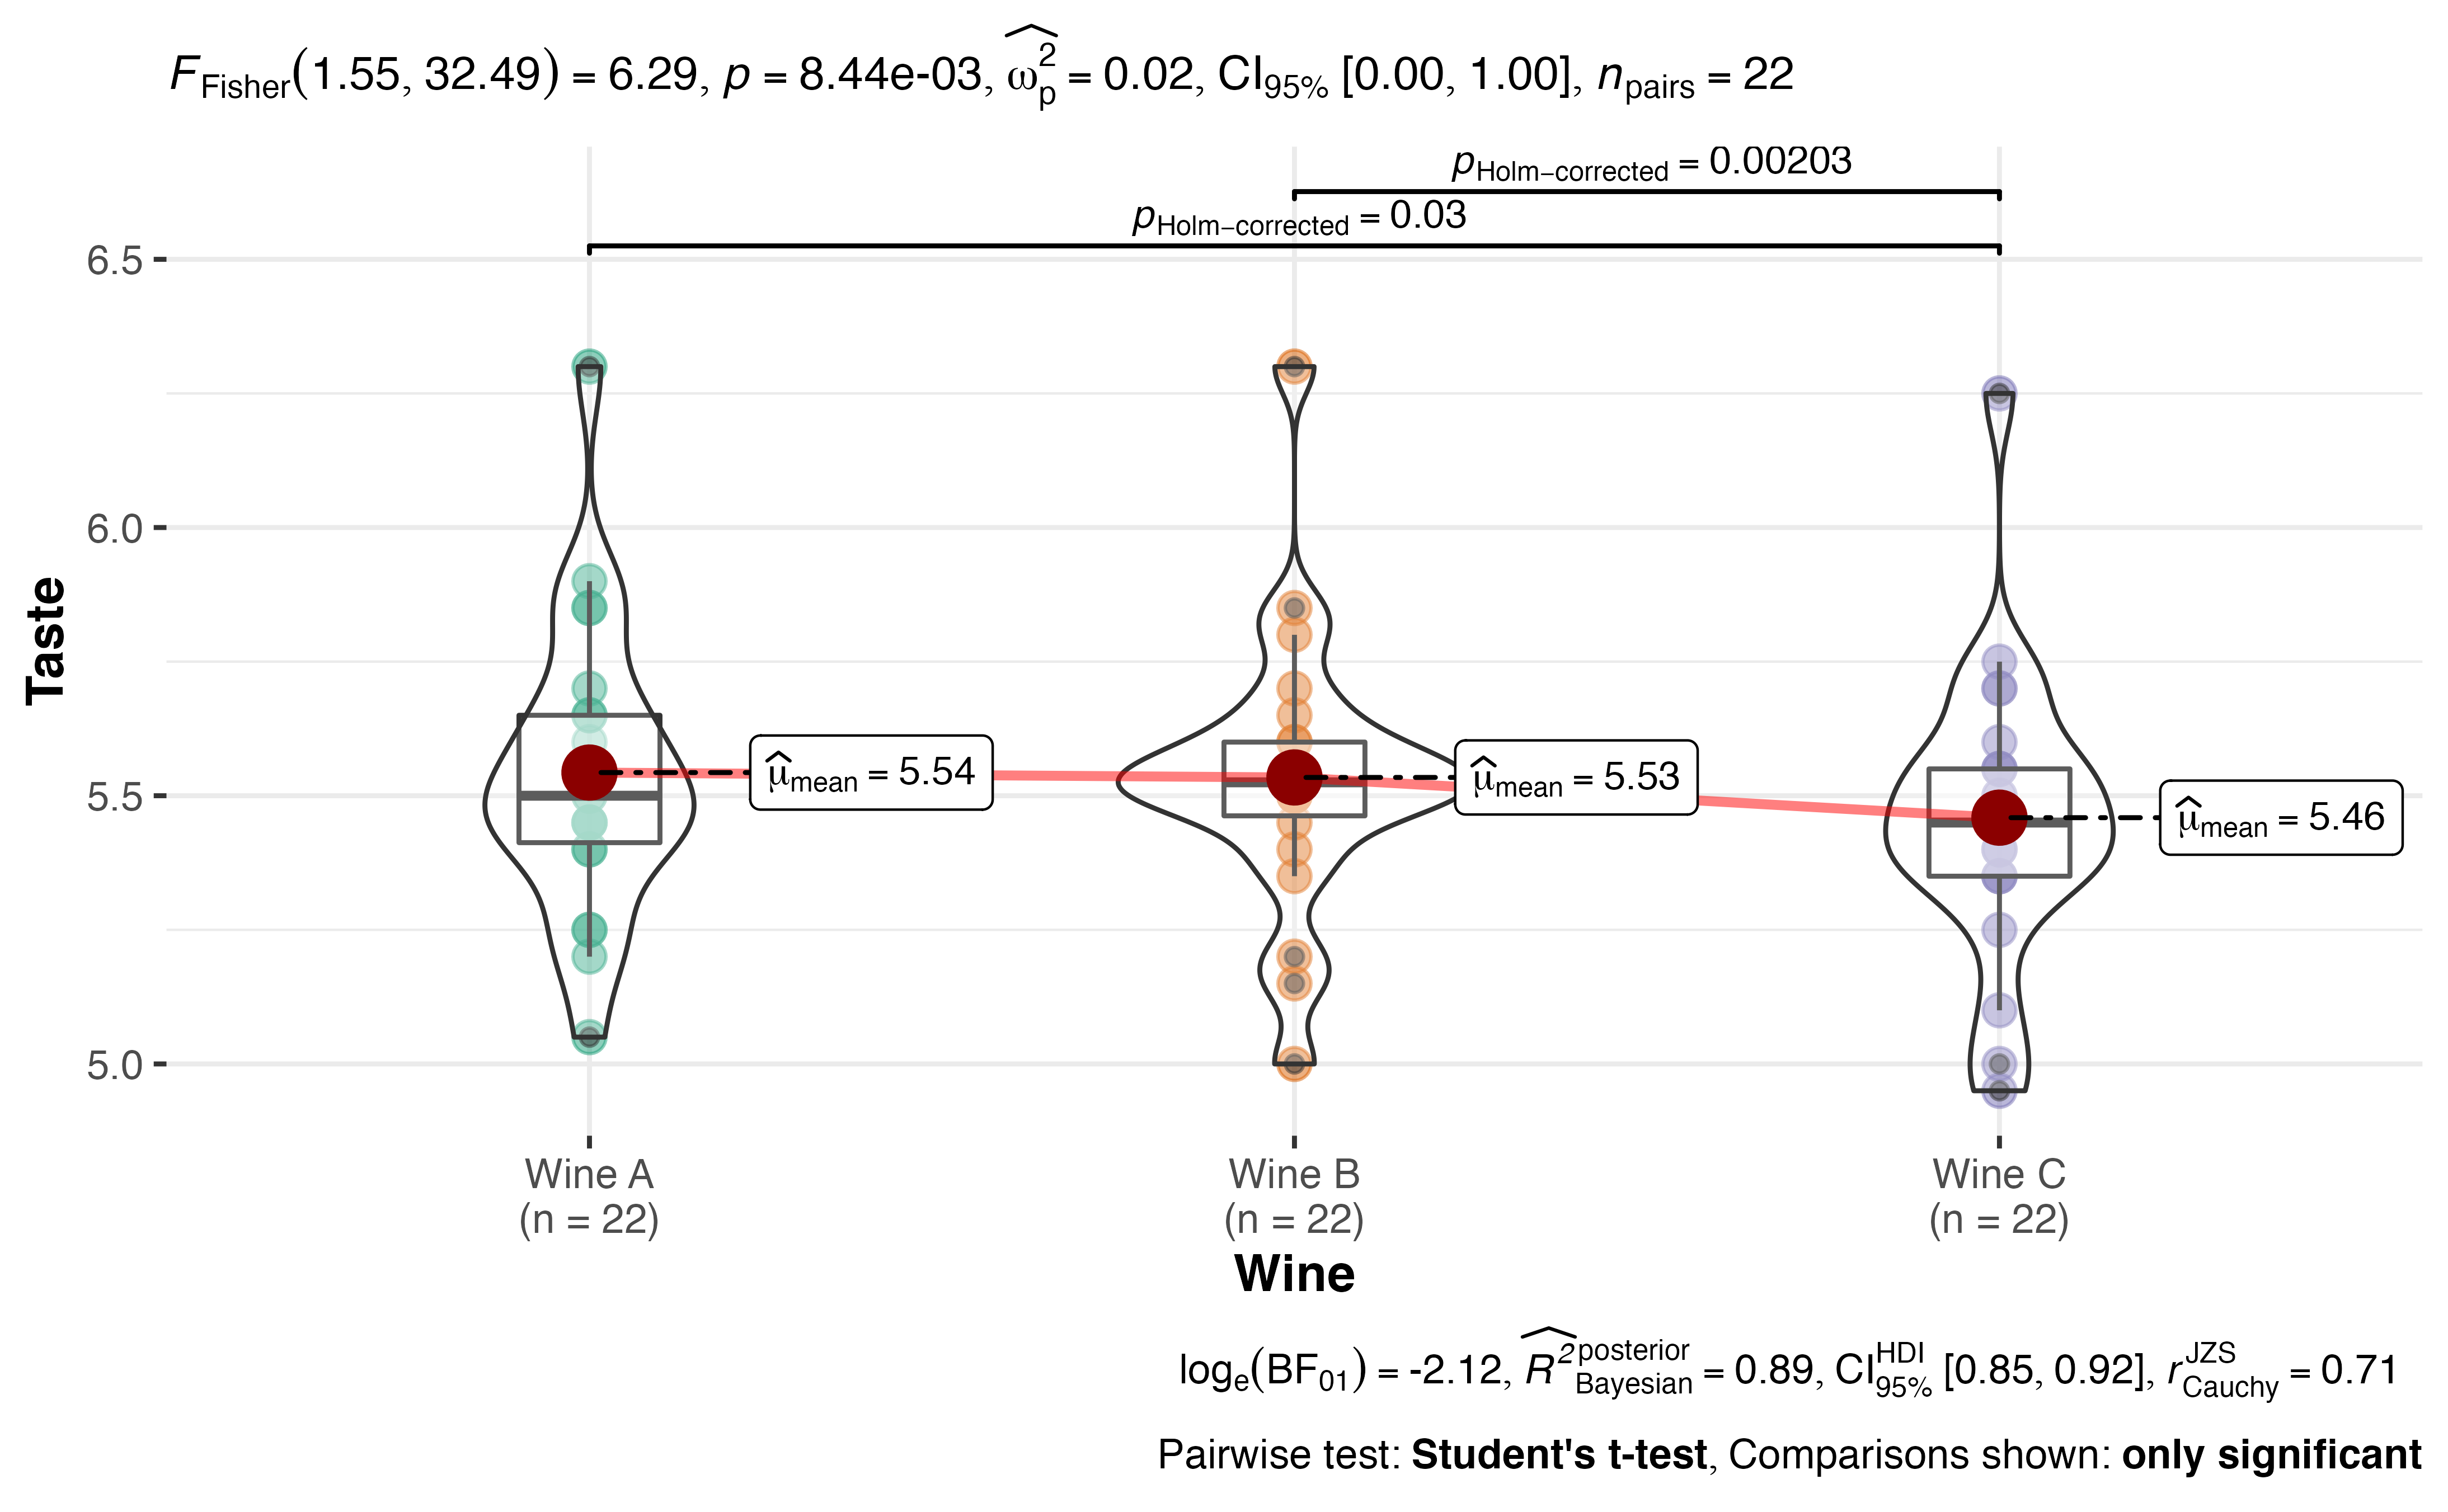 F_Fisher(1.55, 32.49) = 6.29, p = 8.44e-03, ω̂²_p = 0.02, CI_95% [0.00, 1.00], n_pairs = 22
p_Holm−corrected = 0.00203
p_Holm−corrected = 0.03
6.5
6.0
5.5
5.0
Taste
μ̂_mean = 5.54
μ̂_mean = 5.53
μ̂_mean = 5.46
Wine A
(n = 22)
Wine B
(n = 22)
Wine C
(n = 22)
Wine
log_e(BF_01) = -2.12, R̂²^posterior_Bayesian = 0.89, CI^HDI_95% [0.85, 0.92], r^JZS_Cauchy = 0.71
Pairwise test: Student's t-test, Comparisons shown: only significant